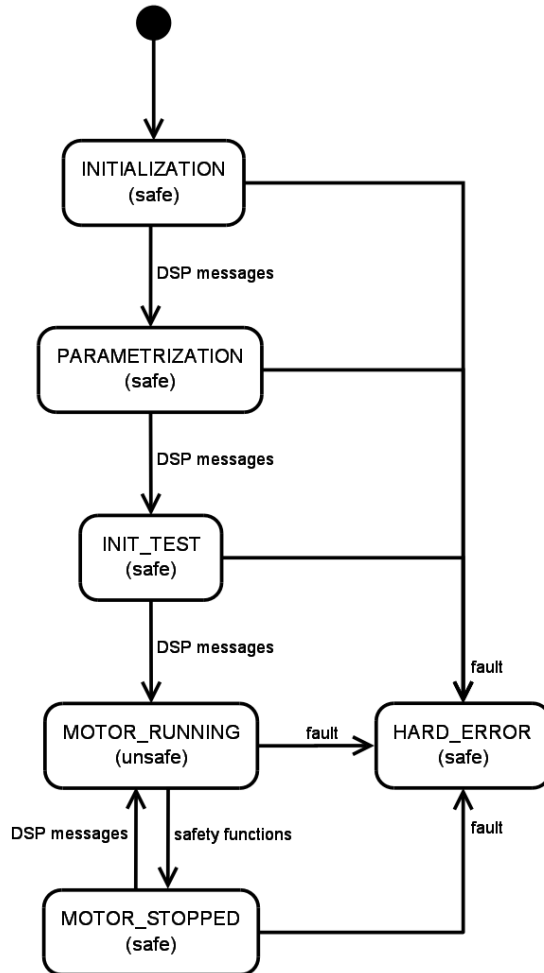 INITIALIZATION
(safe)
DSP messages
PARAMETRIZATION
(safe)
DSP messages
INIT_TEST
(safe)
DSP messages
fault
MOTOR_RUNNING
(unsafe)
fault
HARD_ERROR
(safe)
DSP messages
safety functions
fault
MOTOR_STOPPED
(safe)